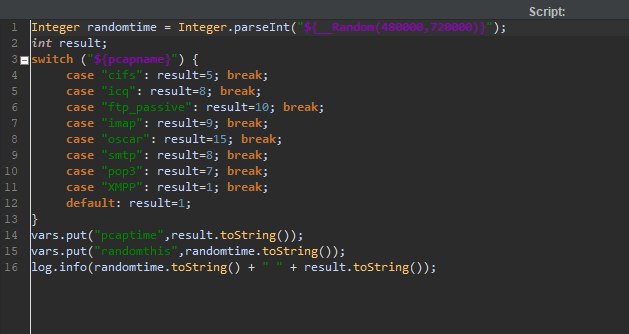 Script:
1 Integer randomtime = Integer.parseInt("${__Random(480000,720000)}");
2 int result;
3 switch ("${pcapname}") {
4 case "cifs": result=5; break;
5 case "icq": result=8; break;
6 case "ftp_passive": result=10; break;
7 case "imap": result=9; break;
8 case "oscar": result=15; break;
9 case "smtp": result=8; break;
10 case "pop3": result=7; break;
11 case "XMPP": result=1; break;
12 default: result=1;
13 }
14 vars.put("pcaptime",result.toString());
15 vars.put("randomthis",randomtime.toString());
16 log.info(randomtime.toString() + " " + result.toString());